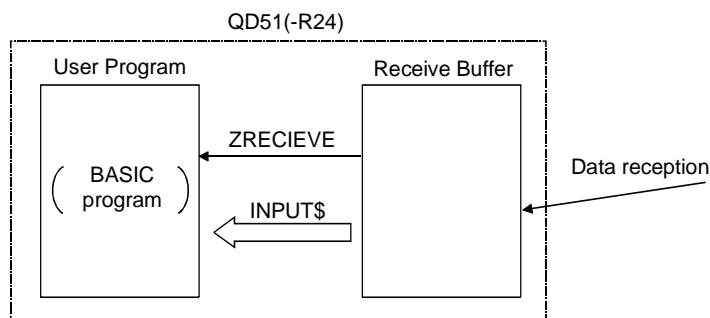 QD51(-R24)
User Program
Receive Buffer
ZRECIEVE
BASIC
program
INPUT$
Data reception